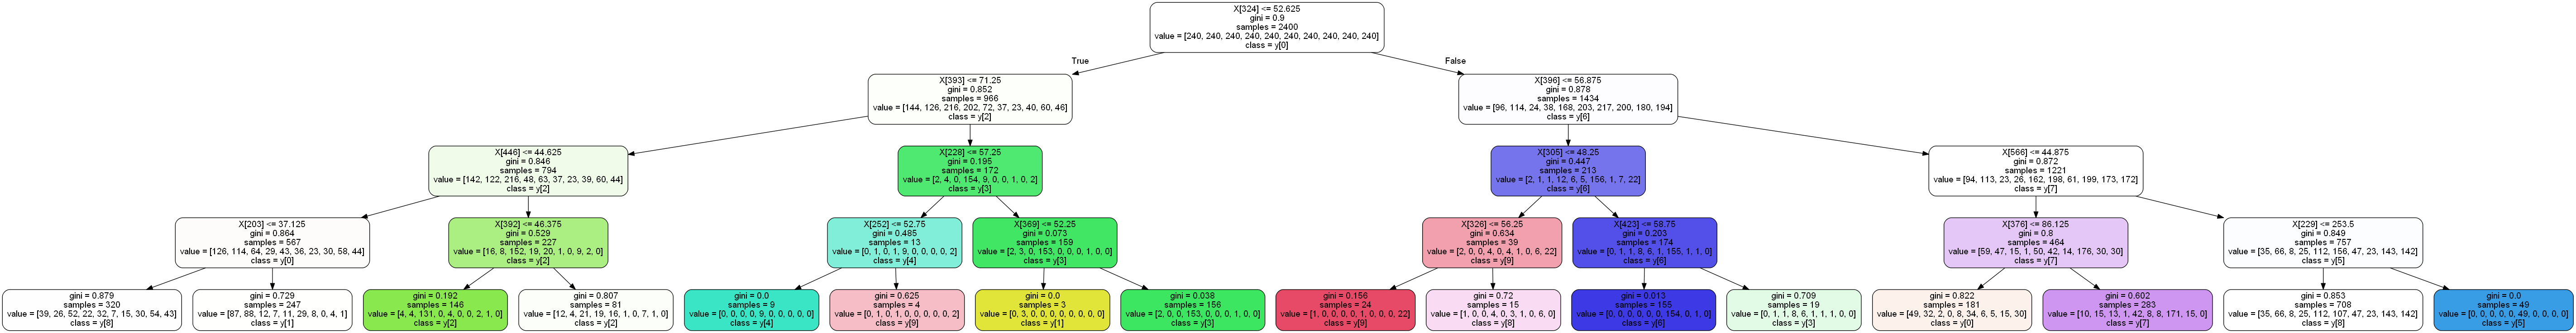 X[324] <= 52.625
gini = 0.9
samples = 2400
value = [240, 240, 240, 240, 240, 240, 240, 240, 240, 240]
class = y[0]
True
False
X[393] <= 71.25
gini = 0.852
samples = 966
value = [144, 126, 216, 202, 72, 37, 23, 40, 60, 46]
class = y[2]
X[396] <= 56.875
gini = 0.878
samples = 1434
value = [96, 114, 24, 38, 168, 203, 217, 200, 180, 194]
class = y[6]
X[446] <= 44.625
gini = 0.846
samples = 794
value = [142, 122, 216, 48, 63, 37, 23, 39, 60, 44]
class = y[2]
X[228] <= 57.25
gini = 0.195
samples = 172
value = [2, 4, 0, 154, 9, 0, 0, 1, 0, 2]
class = y[3]
X[305] <= 48.25
gini = 0.447
samples = 213
value = [2, 1, 1, 12, 6, 5, 156, 1, 7, 22]
class = y[6]
X[566] <= 44.875
gini = 0.872
samples = 1221
value = [94, 113, 23, 26, 162, 198, 61, 199, 173, 172]
class = y[7]
X[203] <= 37.125
gini = 0.864
samples = 567
value = [126, 114, 64, 29, 43, 36, 23, 30, 58, 44]
class = y[0]
X[392] <= 46.375
gini = 0.529
samples = 227
value = [16, 8, 152, 19, 20, 1, 0, 9, 2, 0]
class = y[2]
X[252] <= 52.75
gini = 0.485
samples = 13
value = [0, 1, 0, 1, 9, 0, 0, 0, 0, 2]
class = y[4]
X[369] <= 52.25
gini = 0.073
samples = 159
value = [2, 3, 0, 153, 0, 0, 0, 1, 0, 0]
class = y[3]
X[326] <= 56.25
gini = 0.634
samples = 39
value = [2, 0, 0, 4, 0, 4, 1, 0, 6, 22]
class = y[9]
X[423] <= 58.75
gini = 0.203
samples = 174
value = [0, 1, 1, 8, 6, 1, 155, 1, 1, 0]
class = y[6]
X[376] <= 86.125
gini = 0.8
samples = 464
value = [59, 47, 15, 1, 50, 42, 14, 176, 30, 30]
class = y[7]
X[229] <= 253.5
gini = 0.849
samples = 757
value = [35, 66, 8, 25, 112, 156, 47, 23, 143, 142]
class = y[5]
gini = 0.879
samples = 320
value = [39, 26, 52, 22, 32, 7, 15, 30, 54, 43]
class = y[8]
gini = 0.729
samples = 247
value = [87, 88, 12, 7, 11, 29, 8, 0, 4, 1]
class = y[1]
gini = 0.192
samples = 146
value = [4, 4, 131, 0, 4, 0, 0, 2, 1, 0]
class = y[2]
gini = 0.807
samples = 81
value = [12, 4, 21, 19, 16, 1, 0, 7, 1, 0]
class = y[2]
gini = 0.0
samples = 9
value = [0, 0, 0, 0, 9, 0, 0, 0, 0, 0]
class = y[4]
gini = 0.625
samples = 4
value = [0, 1, 0, 1, 0, 0, 0, 0, 0, 2]
class = y[9]
gini = 0.0
samples = 3
value = [0, 3, 0, 0, 0, 0, 0, 0, 0, 0]
class = y[1]
gini = 0.038
samples = 156
value = [2, 0, 0, 153, 0, 0, 0, 1, 0, 0]
class = y[3]
gini = 0.156
samples = 24
value = [1, 0, 0, 0, 0, 1, 0, 0, 0, 22]
class = y[9]
gini = 0.72
samples = 15
value = [1, 0, 0, 4, 0, 3, 1, 0, 6, 0]
class = y[8]
gini = 0.013
samples = 155
value = [0, 0, 0, 0, 0, 0, 154, 0, 1, 0]
class = y[6]
gini = 0.709
samples = 19
value = [0, 1, 1, 8, 6, 1, 1, 1, 0, 0]
class = y[3]
gini = 0.822
samples = 181
value = [49, 32, 2, 0, 8, 34, 6, 5, 15, 30]
class = y[0]
gini = 0.602
samples = 283
value = [10, 15, 13, 1, 42, 8, 8, 171, 15, 0]
class = y[7]
gini = 0.853
samples = 708
value = [35, 66, 8, 25, 112, 107, 47, 23, 143, 142]
class = y[8]
gini = 0.0
samples = 49
value = [0, 0, 0, 0, 0, 49, 0, 0, 0, 0]
class = y[5]